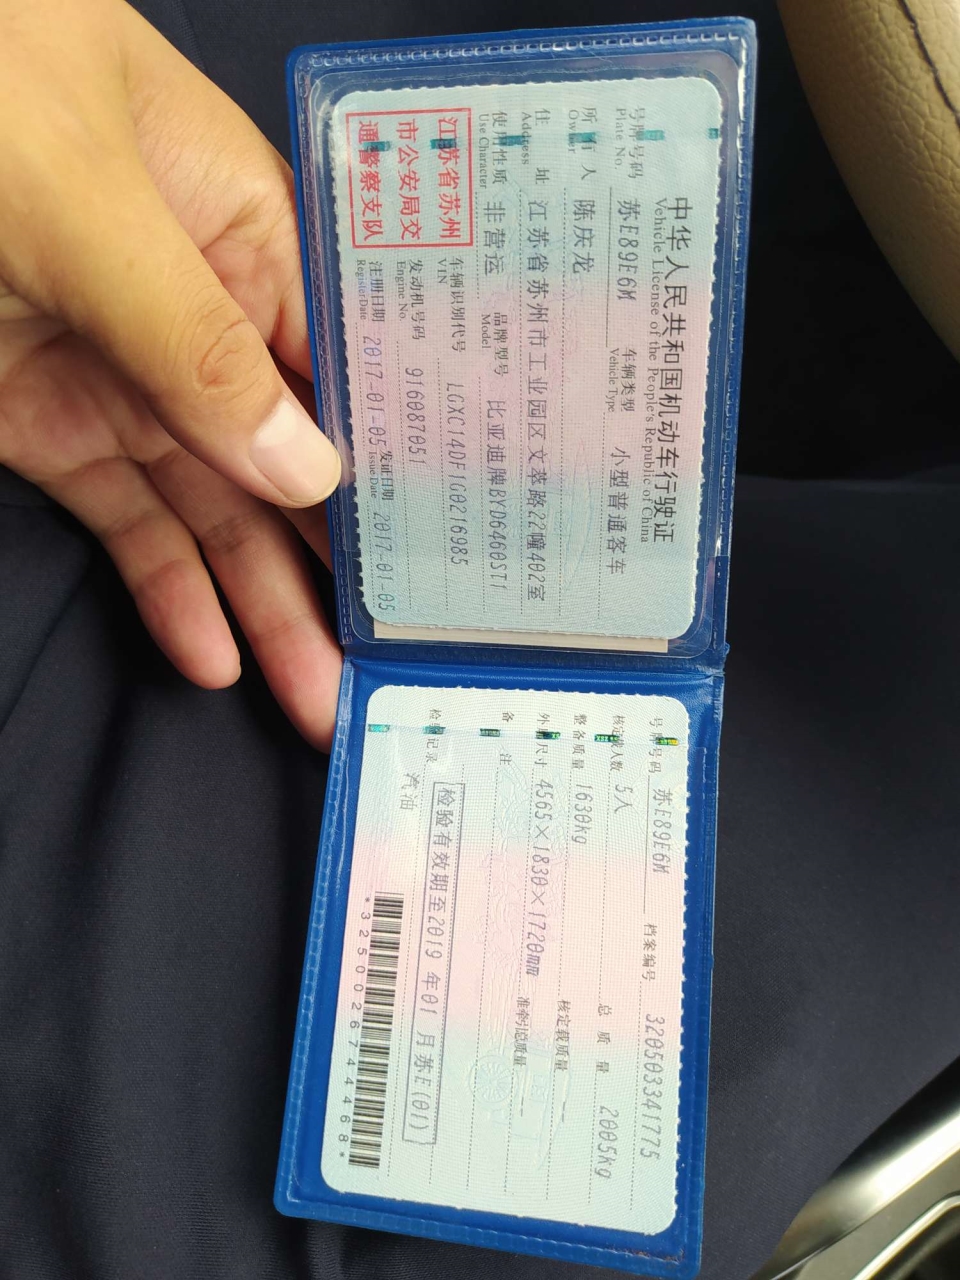 中华人民共和国机动车行驶证
Vehicle License of the People's Republic of China
号牌号码 苏E89E6M 车辆类型 小型普通客车
Plate No. Vehicle Type
所有人 陈庆龙
Owner
住址 江苏省苏州市工业园区文萃路22幢402室
Address
使用性质 非营运 品牌型号 比亚迪牌BYD6460ST1
Use Character Model
江苏省苏州
市公安局交
通警察支队
车辆识别代号 LGXC14DF1G0216985
VIN
发动机号码 916087051
Engine No.
注册日期 2017-01-05 发证日期 2017-01-05
Register Date Issue Date
号牌号码 苏E89E6M 档案编号 320503341775
核定载人数 5人 总质量 2005kg
整备质量 1630kg 核定载质量
外廓尺寸 4565×1830×1720mm 准牵引总质量
备注
检验有效期至2019年01月苏E(01)
检验记录
汽油
*3250026744468*